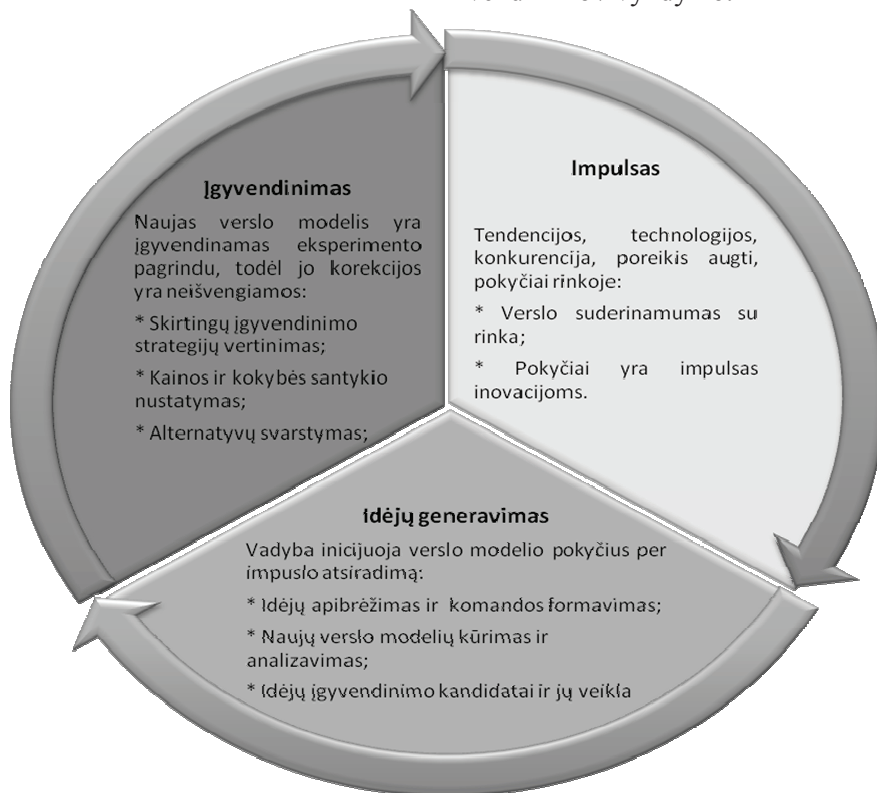 Įgyvendinimas
Naujas verslo modelis yra
įgyvendinamas eksperimento
pagrindu, todėl jo korekcijos
yra neišvengiamos:
* Skirtingų įgyvendinimo
strategijų vertinimas;
* Kainos ir kokybės santykio
nustatymas;
* Alternatyvų svarstymas;
Impulsas
Tendencijos, technologijos,
konkurencija, poreikis augti,
pokyčiai rinkoje:
* Verslo suderinamumas su
rinka;
* Pokyčiai yra impulsas
inovacijoms.
Idėjų generavimas
Vadyba inicijuoja verslo modelio pokyčius per
impulso atsiradimą:
* Idėjų apibrėžimas ir komandos formavimas;
* Naujų verslo modelių kūrimas ir
analizavimas;
* Idėjų įgyvendinimo kandidatai ir jų veikla